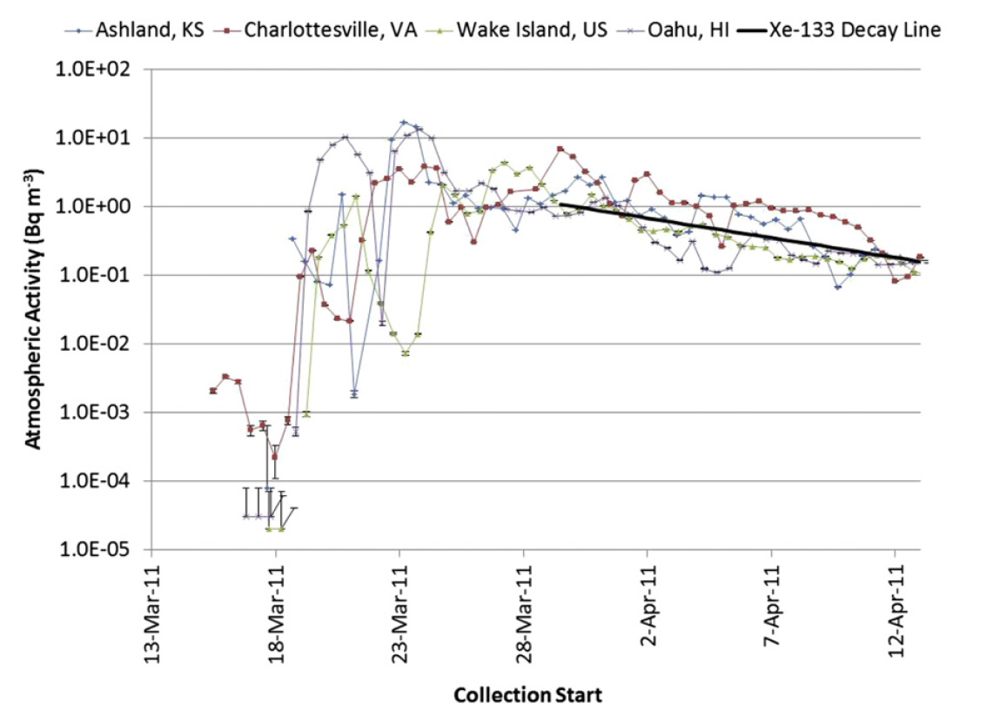 Ashland, KS Charlottesville, VA Wake Island, US Oahu, HI Xe-133 Decay Line
1.0E+02
1.0E+01
1.0E+00
1.0E-01
1.0E-02
1.0E-03
1.0E-04
1.0E-05
Atmospheric Activity (Bq m-3)
13-Mar-11
18-Mar-11
23-Mar-11
28-Mar-11
2-Apr-11
7-Apr-11
12-Apr-11
Collection Start